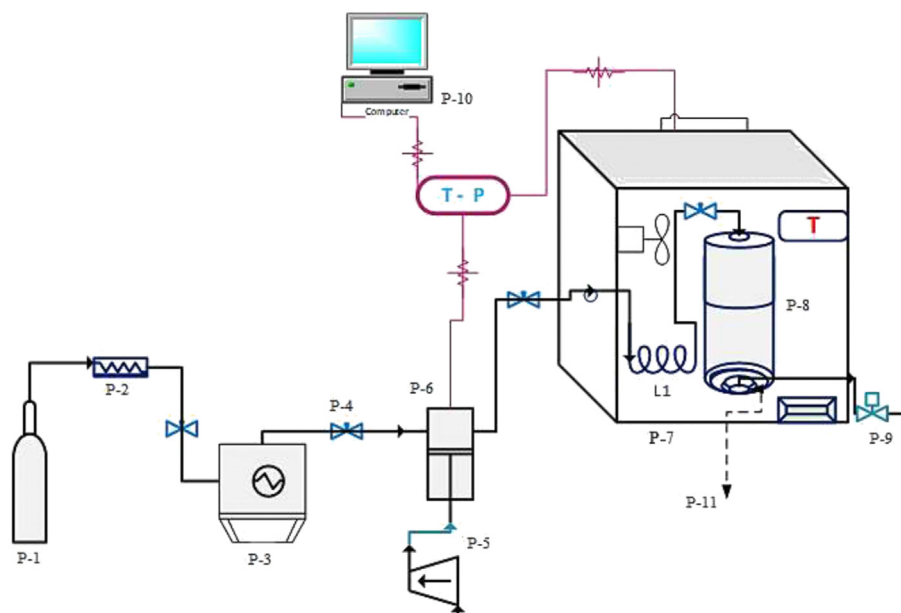 P-10
Computer
T - P
T
P-8
P-2
P-6
L1
P-4
P-7
P-9
P-11
P-5
P-1
P-3